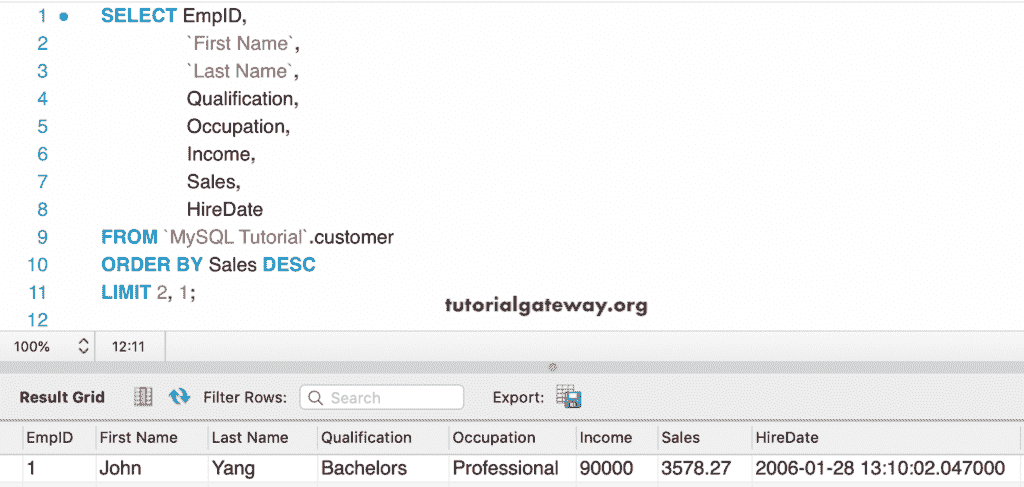 1 SELECT EmpID,
2 `First Name`,
3 `Last Name`,
4 Qualification,
5 Occupation,
6 Income,
7 Sales,
8 HireDate
9 FROM `MySQL Tutorial`.customer
10 ORDER BY Sales DESC
11 LIMIT 2, 1;
12
tutorialgateway.org
100% 12:11
Result Grid Filter Rows: Search Export:
EmpID First Name Last Name Qualification Occupation Income Sales HireDate
1 John Yang Bachelors Professional 90000 3578.27 2006-01-28 13:10:02.047000